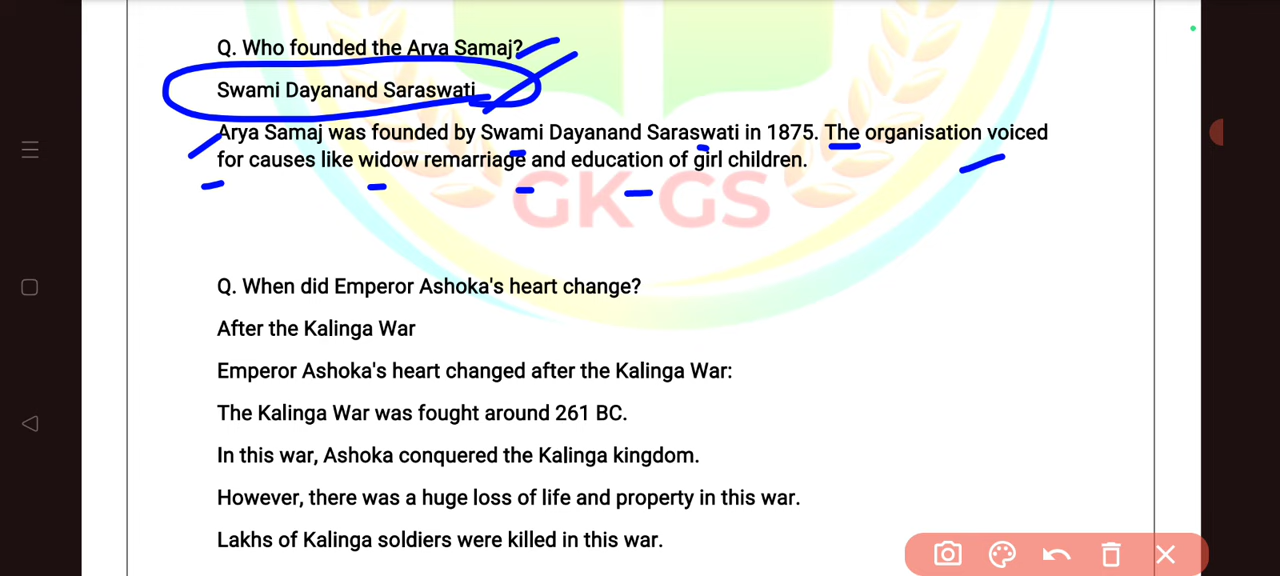 Q. Who founded the Arya Samaj?
Swami Dayanand Saraswati
Arya Samaj was founded by Swami Dayanand Saraswati in 1875. The organisation voiced
for causes like widow remarriage and education of girl children.
GK GS
Q. When did Emperor Ashoka's heart change?
After the Kalinga War
Emperor Ashoka's heart changed after the Kalinga War:
The Kalinga War was fought around 261 BC.
In this war, Ashoka conquered the Kalinga kingdom.
However, there was a huge loss of life and property in this war.
Lakhs of Kalinga soldiers were killed in this war.